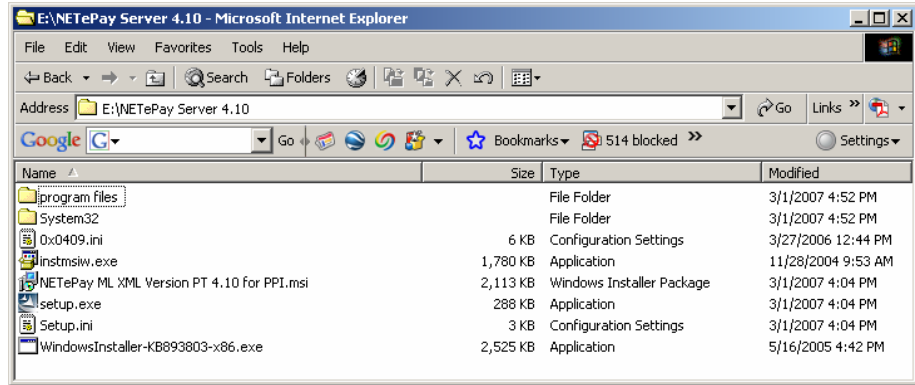 E:\NETePay Server 4.10 - Microsoft Internet Explorer
File Edit View Favorites Tools Help
Back Search Folders
Address E:\NETePay Server 4.10 Go Links »
Google G Go Bookmarks 514 blocked » Settings
Name Size Type Modified
program files File Folder 3/1/2007 4:52 PM
System32 File Folder 3/1/2007 4:52 PM
0x0409.ini 6 KB Configuration Settings 3/27/2006 12:44 PM
instmsiw.exe 1,780 KB Application 11/28/2004 9:53 AM
NETePay ML XML Version PT 4.10 for PPI.msi 2,113 KB Windows Installer Package 3/1/2007 4:04 PM
setup.exe 288 KB Application 3/1/2007 4:04 PM
Setup.ini 3 KB Configuration Settings 3/1/2007 4:04 PM
WindowsInstaller-KB893803-x86.exe 2,525 KB Application 5/16/2005 4:42 PM